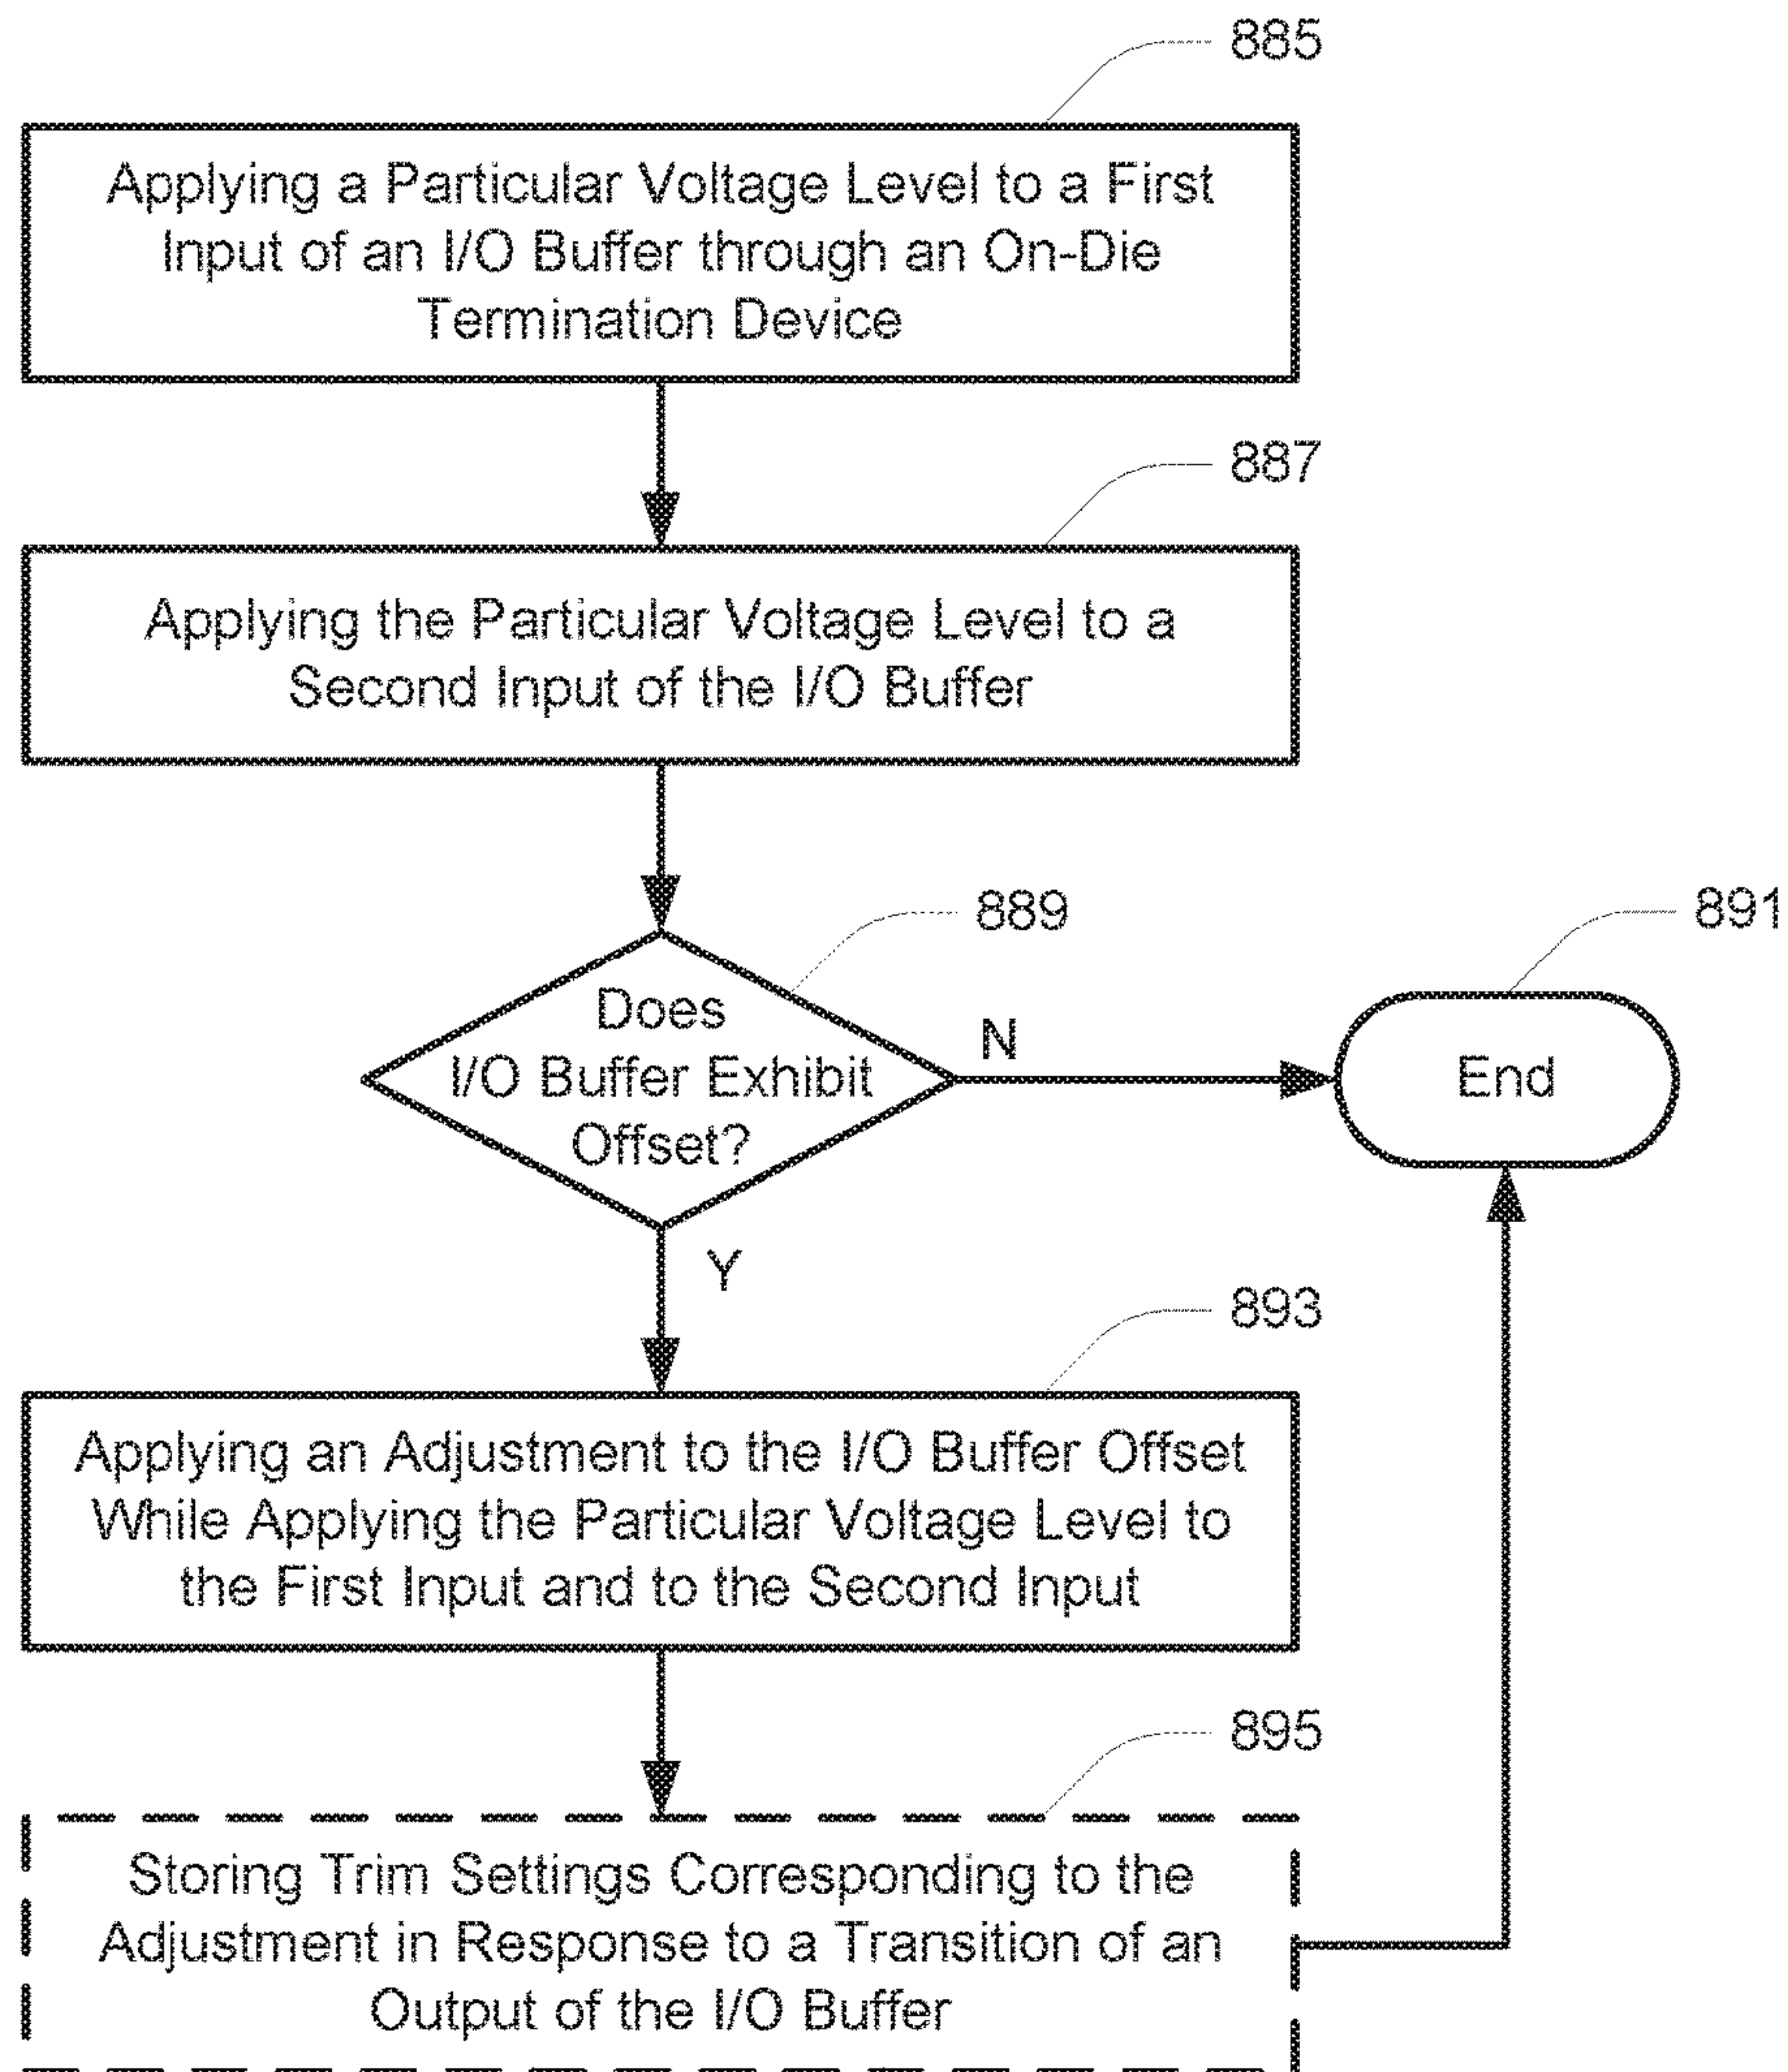 885
Applying a Particular Voltage Level to a First
Input of an I/O Buffer through an On-Die
Termination Device
887
Applying the Particular Voltage Level to a
Second Input of the I/O Buffer
889
891
Does
I/O Buffer Exhibit
Offset?
N
End
Y
893
Applying an Adjustment to the I/O Buffer Offset
While Applying the Particular Voltage Level to
the First Input and to the Second Input
895
Storing Trim Settings Corresponding to the
Adjustment in Response to a Transition of an
Output of the I/O Buffer